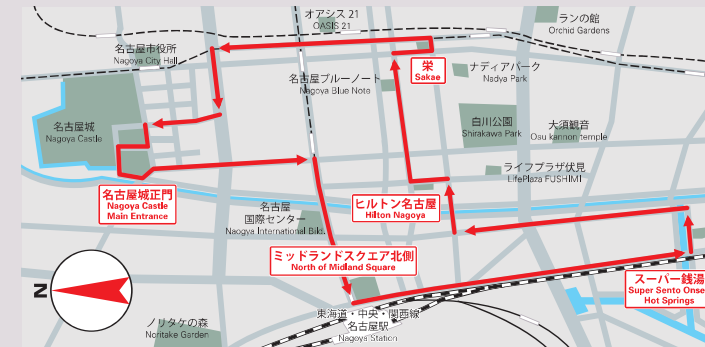 オアシス 21
OASIS 21
ランの館
Orchid Gardens
名古屋市役所
Nagoya City Hall
栄
Sakae
ナディアパーク
Nadya Park
名古屋ブルーノート
Nagoya Blue Note
名古屋城
Nagoya Castle
白川公園
Shirakawa Park
大須観音
Osu kannon temple
ライフプラザ伏見
LifePlaza FUSHIMI
名古屋城正門
Nagoya Castle
Main Entrance
ヒルトン名古屋
Hilton Nagoya
名古屋
国際センター
Naogya International Bikt.
ミッドランドスクエア北側
North of Midland Square
スーパー銭湯
Super Sento Onse
Hot Springs
N
東海道・中央・関西線
名古屋駅
Nagoya Station
ノリタケの森
Noritake Garden